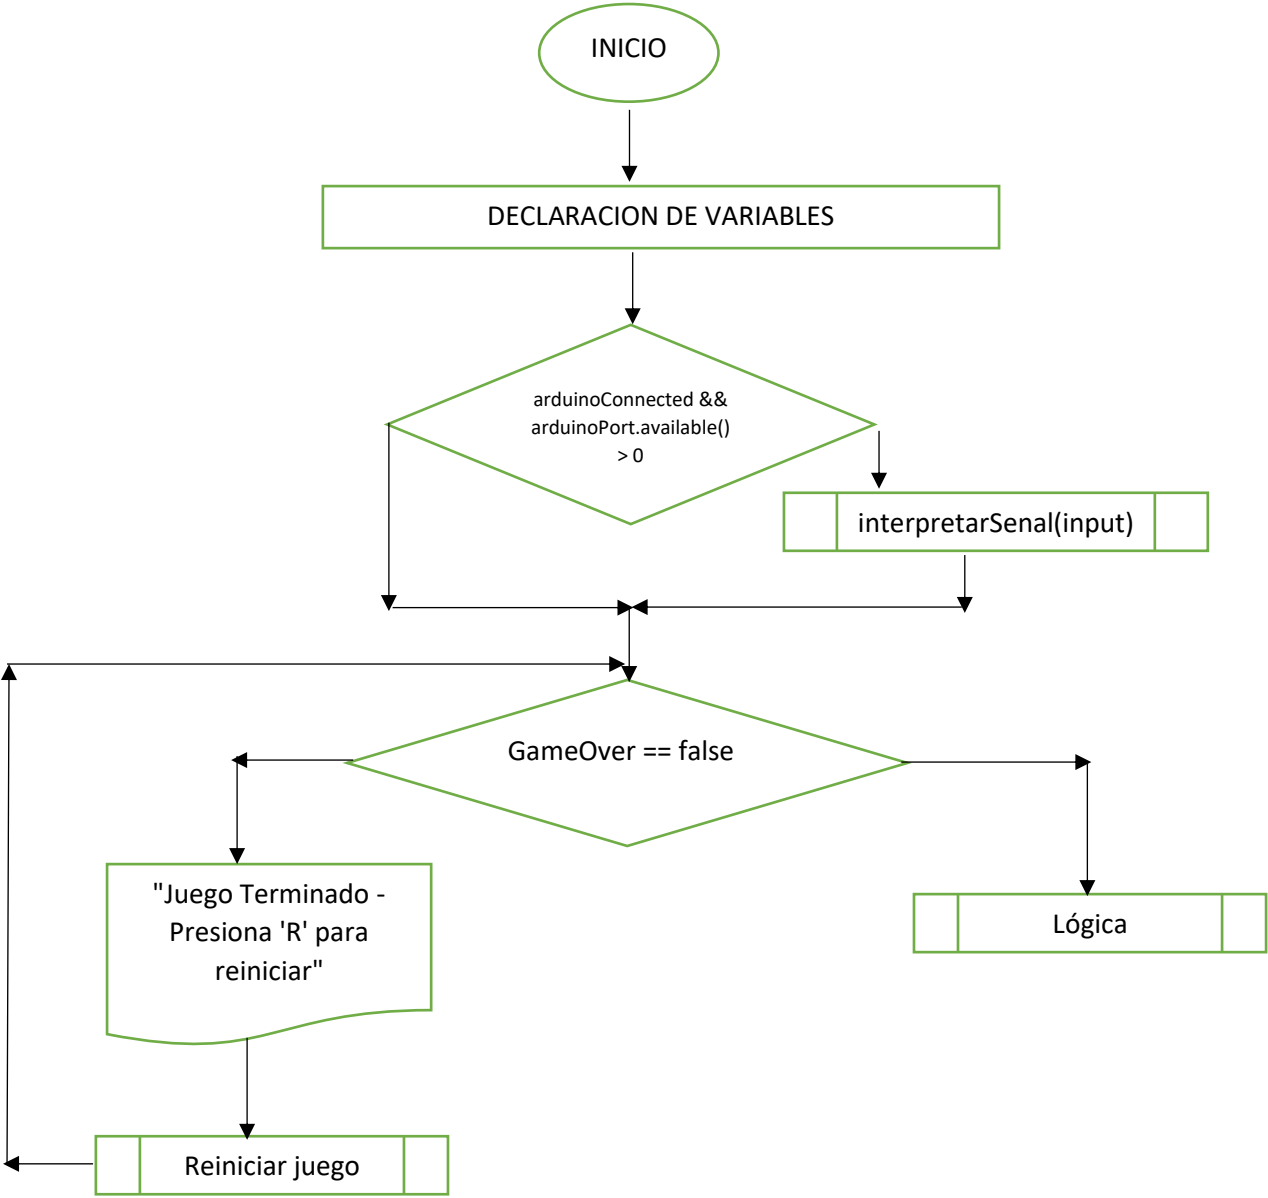 INICIO
DECLARACION DE VARIABLES
arduinoConnected &&
arduinoPort.available()
> 0
interpretarSenal(input)
GameOver == false
"Juego Terminado -
Presiona 'R' para
reiniciar"
Lógica
Reiniciar juego